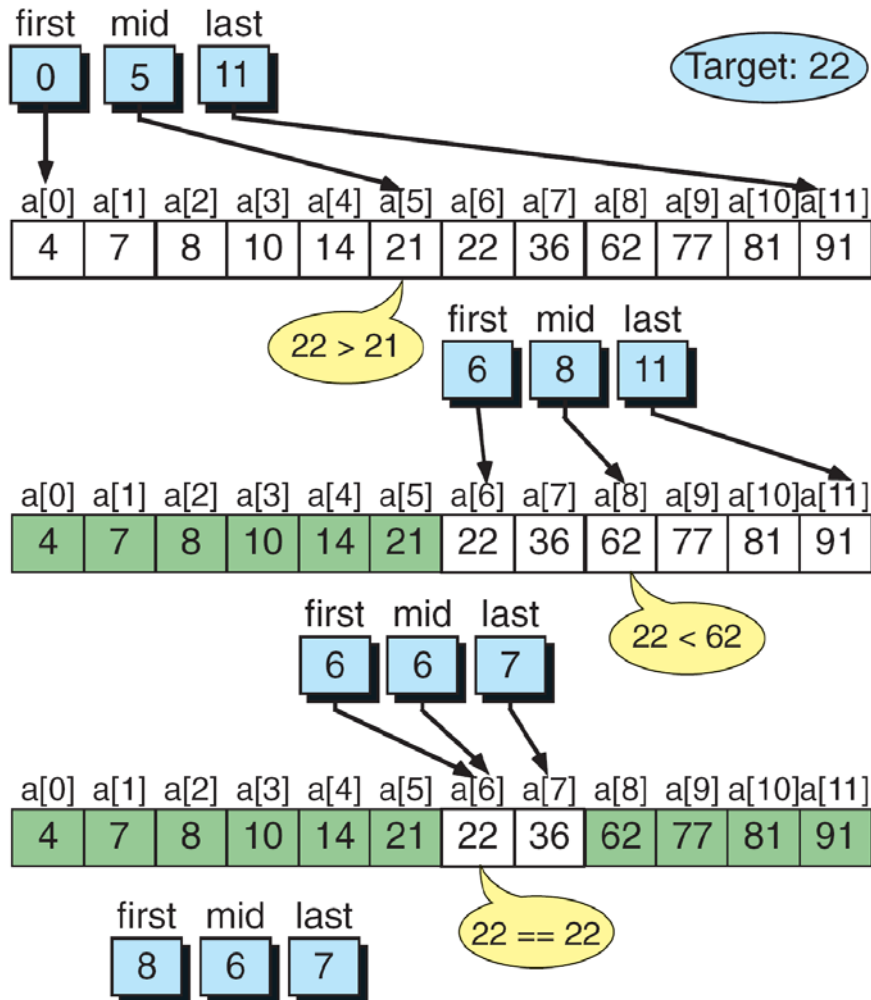 first mid last
0 5 11
Target: 22
a[0] a[1] a[2] a[3] a[4] a[5] a[6] a[7] a[8] a[9] a[10] a[11]
4 7 8 10 14 21 22 36 62 77 81 91
22 > 21
first mid last
6 8 11
a[0] a[1] a[2] a[3] a[4] a[5] a[6] a[7] a[8] a[9] a[10] a[11]
4 7 8 10 14 21 22 36 62 77 81 91
22 < 62
first mid last
6 6 7
a[0] a[1] a[2] a[3] a[4] a[5] a[6] a[7] a[8] a[9] a[10] a[11]
4 7 8 10 14 21 22 36 62 77 81 91
22 == 22
first mid last
8 6 7